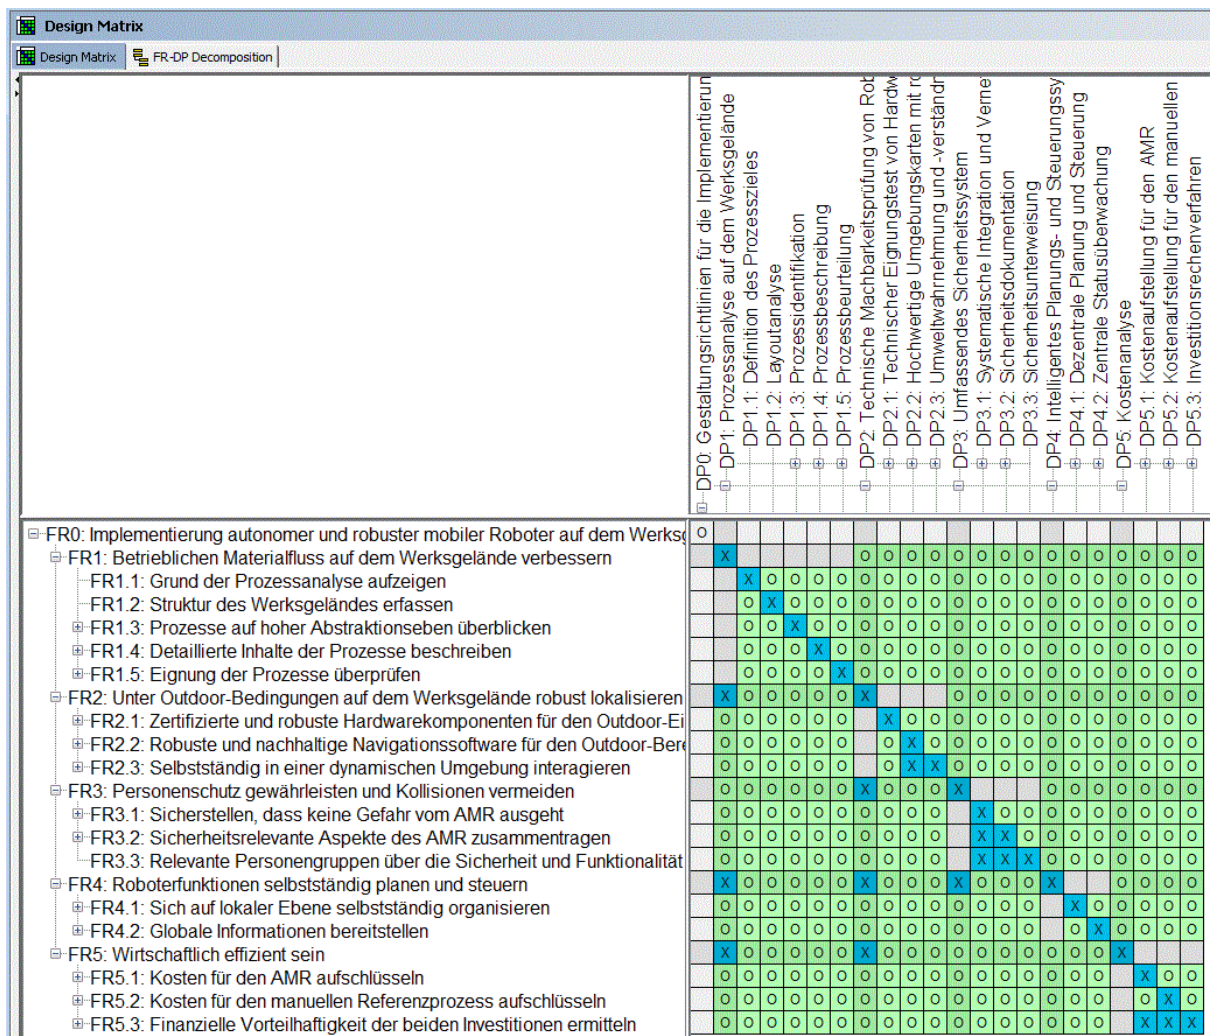 Design Matrix
Design Matrix
FR-DP Decomposition
DP0: Gestaltungsrichtlinien für die Implementierun
DP1: Prozessanalyse auf dem Werksgelände
DP1.1: Definition des Prozesszieles
DP1.2: Layoutanalyse
DP1.3: Prozessidentifikation
DP1.4: Prozessbeschreibung
DP1.5: Prozessbeurteilung
DP2: Technische Machbarkeitsprüfung von Rob
DP2.1: Technischer Eignungstest von Hardw
DP2.2: Hochwertige Umgebungskarten mit ro
DP2.3: Umweltwahrnehmung und -verständr
DP3: Umfassendes Sicherheitssystem
DP3.1: Systematische Integration und Verne
DP3.2: Sicherheitsdokumentation
DP3.3: Sicherheitsunterweisung
DP4: Intelligentes Planungs- und Steuerungssy
DP4.1: Dezentrale Planung und Steuerung
DP4.2: Zentrale Statusüberwachung
DP5: Kostenanalyse
DP5.1: Kostenaufstellung für den AMR
DP5.2: Kostenaufstellung für den manuellen
DP5.3: Investitionsrechenverfahren
FR0: Implementierung autonomer und robuster mobiler Roboter auf dem Werksg O
FR1: Betrieblichen Materialfluss auf dem Werksgelände verbessern X O O O O O O O O O O O O O O O
FR1.1: Grund der Prozessanalyse aufzeigen X O O O O O O O O O O O O O O O O O O O
FR1.2: Struktur des Werksgeländes erfassen O X O O O O O O O O O O O O O O O O O O
FR1.3: Prozesse auf hoher Abstraktionseben überblicken O O X O O O O O O O O O O O O O O O O O
FR1.4: Detaillierte Inhalte der Prozesse beschreiben O O O X O O O O O O O O O O O O O O O O
FR1.5: Eignung der Prozesse überprüfen O O O O X O O O O O O O O O O O O O O O
FR2: Unter Outdoor-Bedingungen auf dem Werksgelände robust lokalisieren X O O O O O X O O O O O O O O O O O
FR2.1: Zertifizierte und robuste Hardwarekomponenten für den Outdoor-Ei O O O O O O X O O O O O O O O O O O O O
FR2.2: Robuste und nachhaltige Navigationssoftware für den Outdoor-Bere O O O O O O O X O O O O O O O O O O O O
FR2.3: Selbstständig in einer dynamischen Umgebung interagieren O O O O O O O X X O O O O O O O O O O O
FR3: Personenschutz gewährleisten und Kollisionen vermeiden O O O O O O X O O O X O O O O O O O
FR3.1: Sicherstellen, dass keine Gefahr vom AMR ausgeht O O O O O O O O O O X O O O O O O O O O
FR3.2: Sicherheitsrelevante Aspekte des AMR zusammentragen O O O O O O O O O O X X O O O O O O O O
FR3.3: Relevante Personengruppen über die Sicherheit und Funktionalität O O O O O O O O O O X X X O O O O O O O
FR4: Roboterfunktionen selbstständig planen und steuern X O O O O O X O O O X O O O X O O O O
FR4.1: Sich auf lokaler Ebene selbstständig organisieren O O O O O O O O O O O O O O X O O O O O
FR4.2: Globale Informationen bereitstellen O O O O O O O O O O O O O O O X O O O O
FR5: Wirtschaftlich effizient sein X O O O O O X O O O O O O O O O O X
FR5.1: Kosten für den AMR aufschlüsseln O O O O O O O O O O O O O O O O O X O O
FR5.2: Kosten für den manuellen Referenzprozess aufschlüsseln O O O O O O O O O O O O O O O O O O X O
FR5.3: Finanzielle Vorteilhaftigkeit der beiden Investitionen ermitteln O O O O O O O O O O O O O O O O O X X X